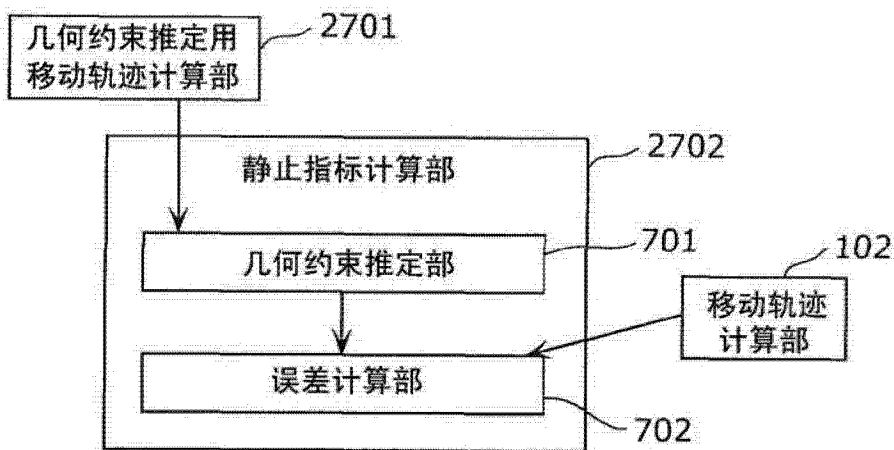 几何约束推定用
移动轨迹计算部
2701
静止指标计算部
2702
几何约束推定部
701
102
移动轨迹
计算部
误差计算部
702